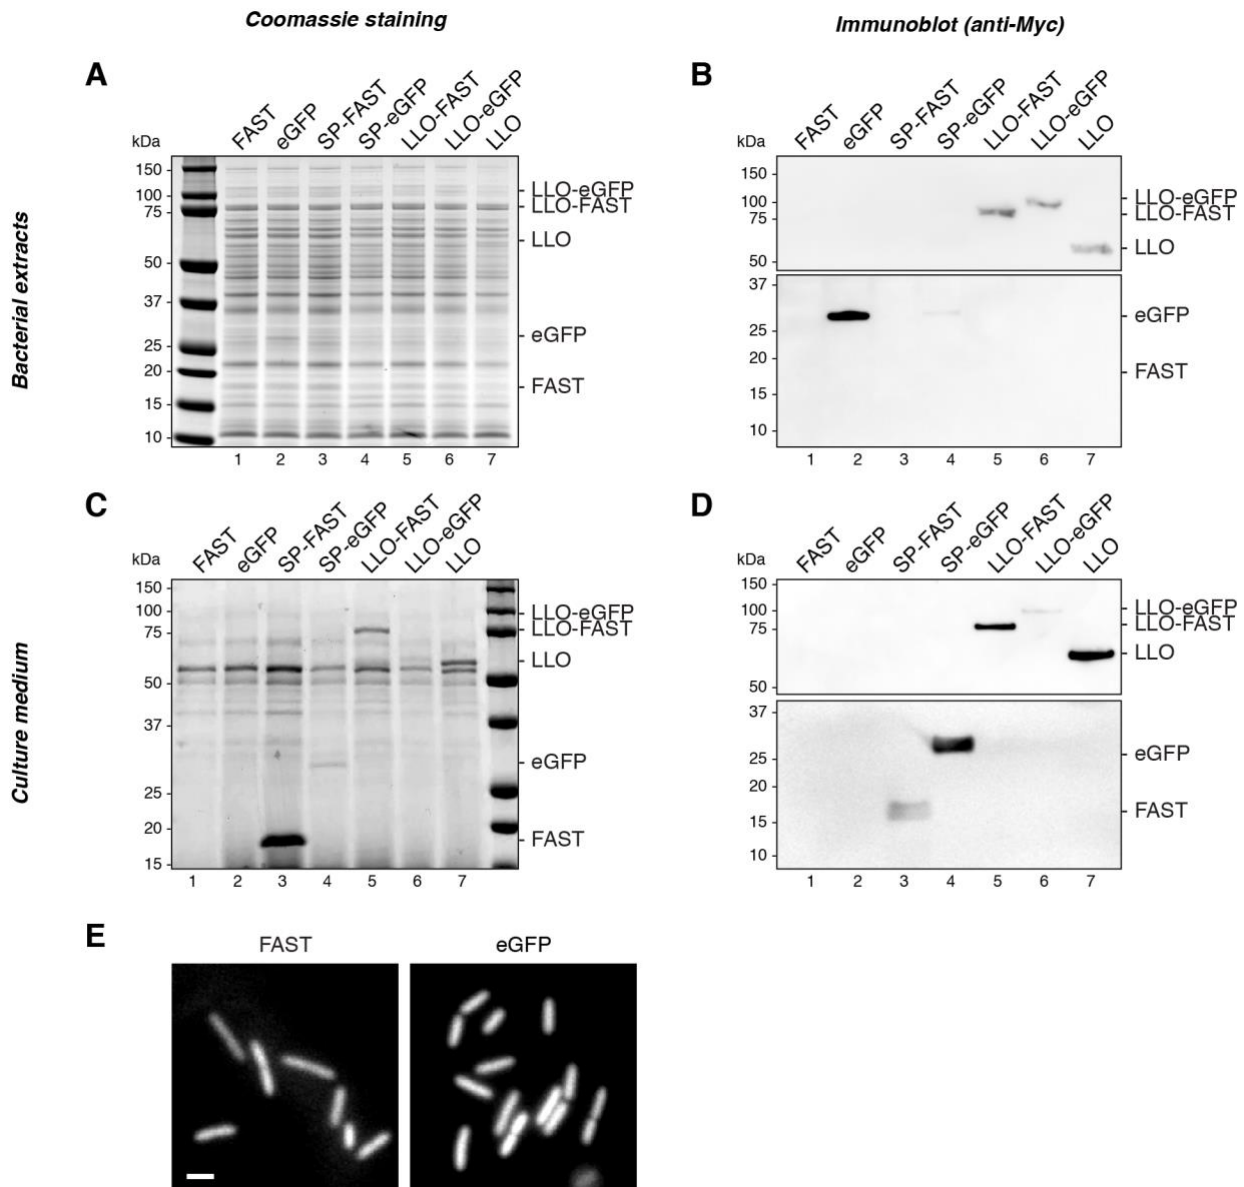 Coomassie staining
Immunoblot (anti-Myc)
Bacterial extracts
Culture medium
A
kDa
FAST
eGFP
SP-FAST
SP-eGFP
LLO-FAST
LLO-eGFP
LLO
150
100
75
50
37
25
20
15
10
LLO-eGFP
LLO-FAST
LLO
eGFP
FAST
1 2 3 4 5 6 7
B
kDa
FAST
eGFP
SP-FAST
SP-eGFP
LLO-FAST
LLO-eGFP
LLO
150
100
75
50
37
25
20
15
10
LLO-eGFP
LLO-FAST
LLO
eGFP
FAST
1 2 3 4 5 6 7
C
kDa
FAST
eGFP
SP-FAST
SP-eGFP
LLO-FAST
LLO-eGFP
LLO
150
100
75
50
37
25
20
15
LLO-eGFP
LLO-FAST
LLO
eGFP
FAST
1 2 3 4 5 6 7
D
kDa
FAST
eGFP
SP-FAST
SP-eGFP
LLO-FAST
LLO-eGFP
LLO
150
100
75
50
37
25
20
15
10
LLO-eGFP
LLO-FAST
LLO
eGFP
FAST
1 2 3 4 5 6 7
E
FAST
eGFP